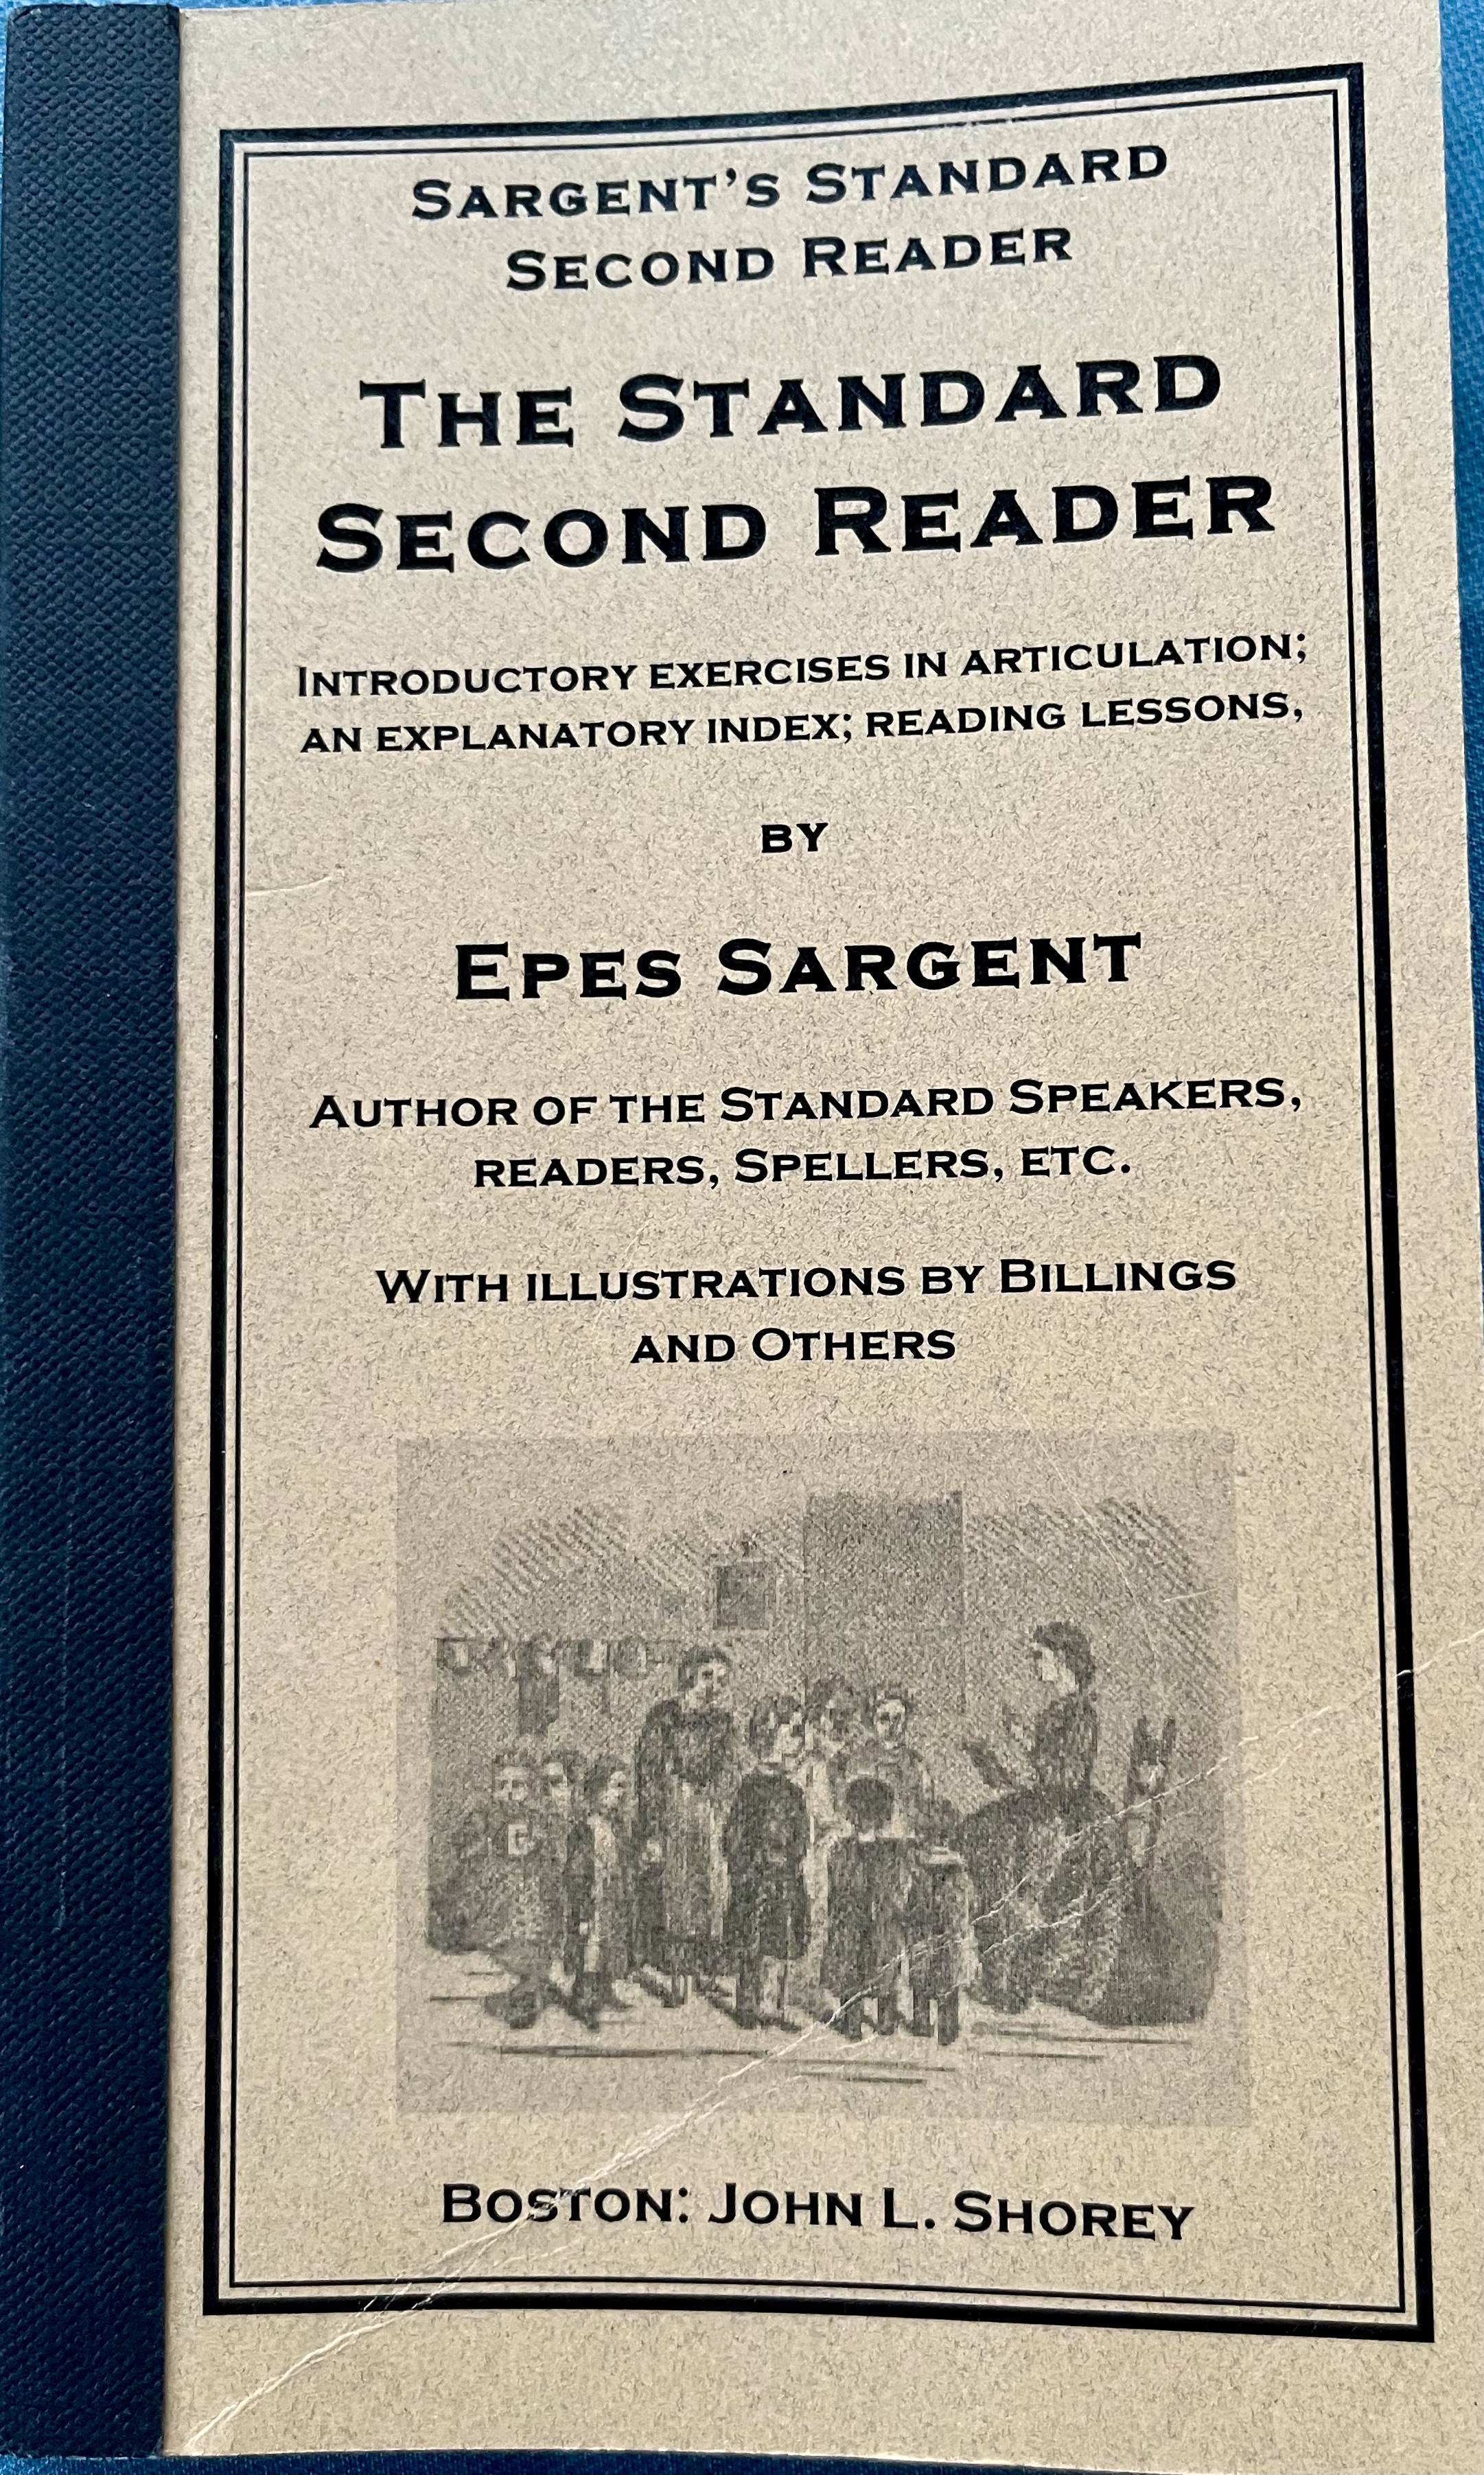 Sargent's Standard
Second Reader
The Standard
Second Reader
Introductory exercises in articulation;
an explanatory index; reading lessons,
by
Epes Sargent
Author of the Standard Speakers,
readers, Spellers, etc.
With illustrations by Billings
and Others
Boston: John L. Shorey